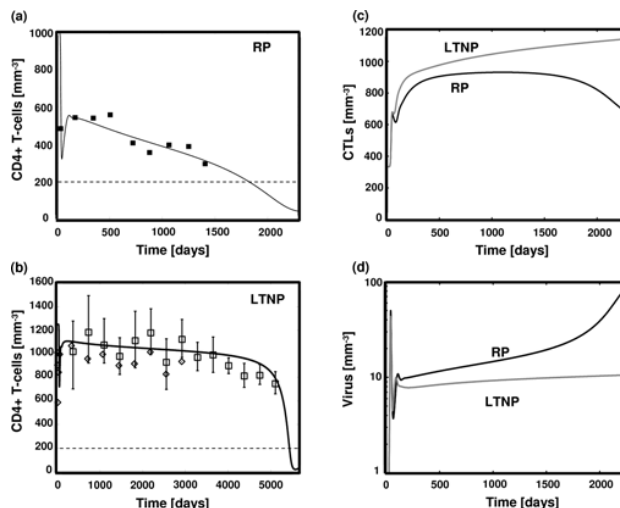 (a)
RP
CD4+ T-cells [mm⁻³]
1000
800
600
400
200
0
0 500 1000 1500 2000
Time [days]
(b)
LTNP
CD4+ T-cells [mm⁻³]
1600
1400
1200
1000
800
600
400
200
0
0 1000 2000 3000 4000 5000
Time [days]
(c)
LTNP
RP
CTLs [mm⁻³]
1200
1000
800
600
400
200
0
0 500 1000 1500 2000
Time [days]
(d)
RP
LTNP
Virus [mm⁻³]
100
10
1
0 500 1000 1500 2000
Time [days]